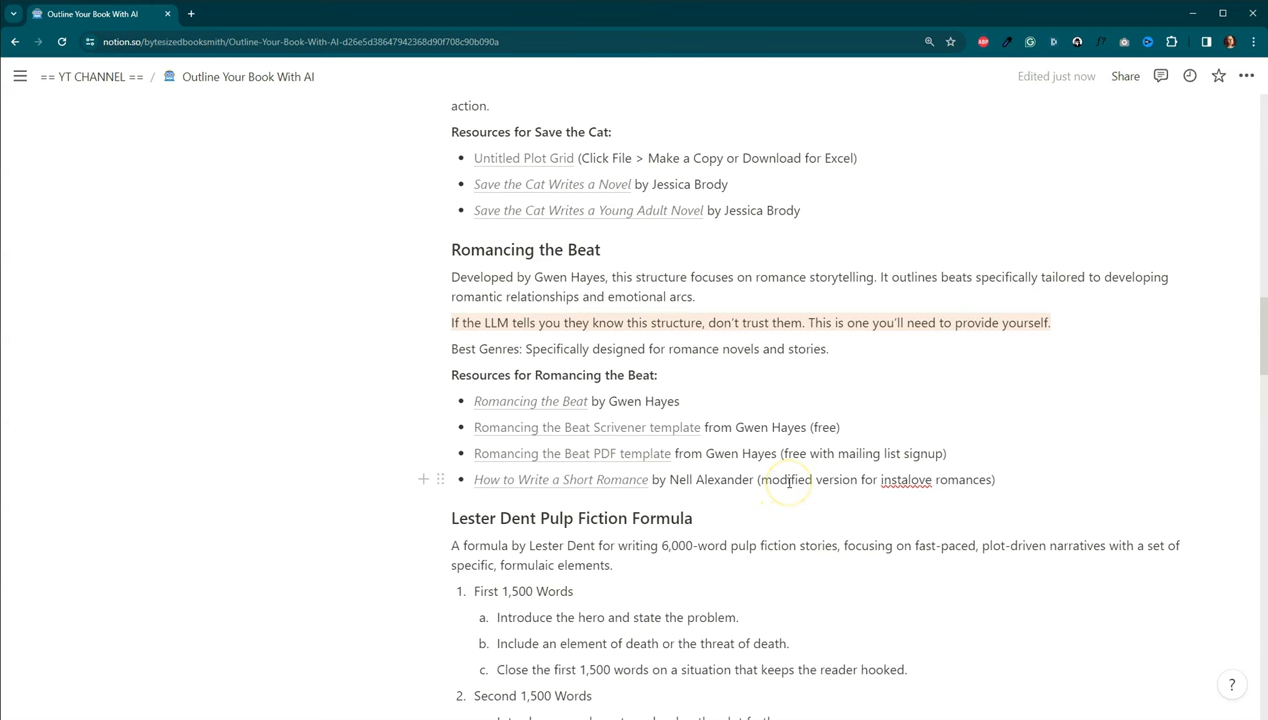 Outline Your Book With AI
notion.so/bytesizedbooksmith/Outline-Your-Book-With-AI-d26e5d38647942368d90f708c90b090a
== YT CHANNEL == / Outline Your Book With AI
Edited just now Share
action.
Resources for Save the Cat:
• Untitled Plot Grid (Click File > Make a Copy or Download for Excel)
• Save the Cat Writes a Novel by Jessica Brody
• Save the Cat Writes a Young Adult Novel by Jessica Brody
Romancing the Beat
Developed by Gwen Hayes, this structure focuses on romance storytelling. It outlines beats specifically tailored to developing
romantic relationships and emotional arcs.
If the LLM tells you they know this structure, don’t trust them. This is one you’ll need to provide yourself.
Best Genres: Specifically designed for romance novels and stories.
Resources for Romancing the Beat:
• Romancing the Beat by Gwen Hayes
• Romancing the Beat Scrivener template from Gwen Hayes (free)
• Romancing the Beat PDF template from Gwen Hayes (free with mailing list signup)
• How to Write a Short Romance by Nell Alexander (modified version for instalove romances)
Lester Dent Pulp Fiction Formula
A formula by Lester Dent for writing 6,000-word pulp fiction stories, focusing on fast-paced, plot-driven narratives with a set of
specific, formulaic elements.
1. First 1,500 Words
a. Introduce the hero and state the problem.
b. Include an element of death or the threat of death.
c. Close the first 1,500 words on a situation that keeps the reader hooked.
2. Second 1,500 Words
?